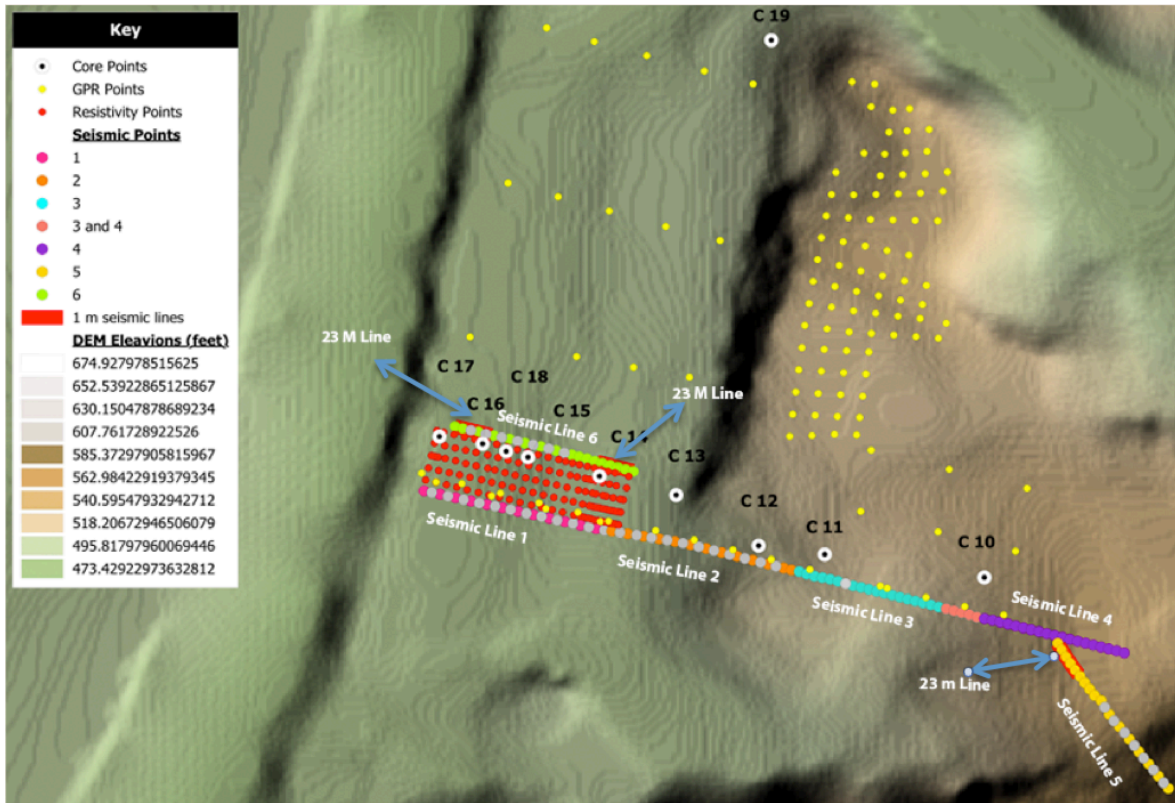 Key
Core Points
GPR Points
Resistivity Points
Seismic Points
1
2
3
3 and 4
4
5
6
1 m seismic lines
DEM Eleavions (feet)
674.927978515625
652.53922865125867
630.15047878689234
607.761728922526
585.37297905815967
562.98422919379345
540.59547932942712
518.20672946506079
495.81797960069446
473.42922973632812
C 19
23 M Line
C 17
C 18
C 16
C 15
Seismic Line 6
23 M Line
C 14
C 13
C 12
C 11
C 10
Seismic Line 1
Seismic Line 2
Seismic Line 3
Seismic Line 4
23 m Line
Seismic Line 5